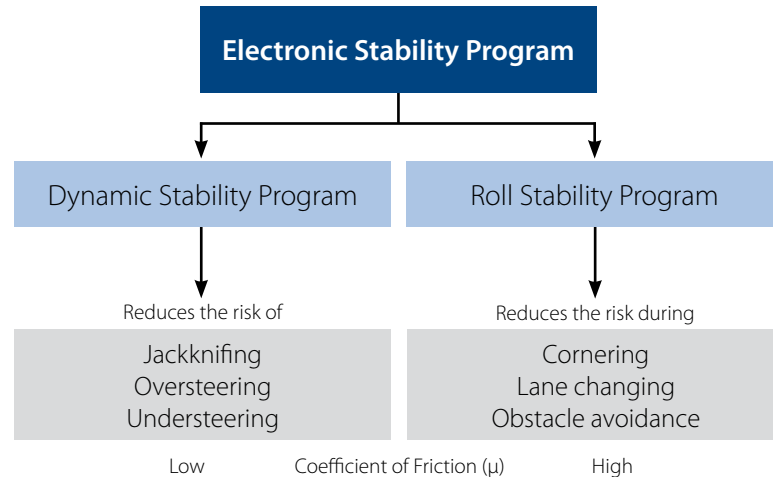 Electronic Stability Program
Dynamic Stability Program
Roll Stability Program
Reduces the risk of
Reduces the risk during
Jackknifing
Oversteering
Understeering
Cornering
Lane changing
Obstacle avoidance
Low
Coefficient of Friction (μ)
High